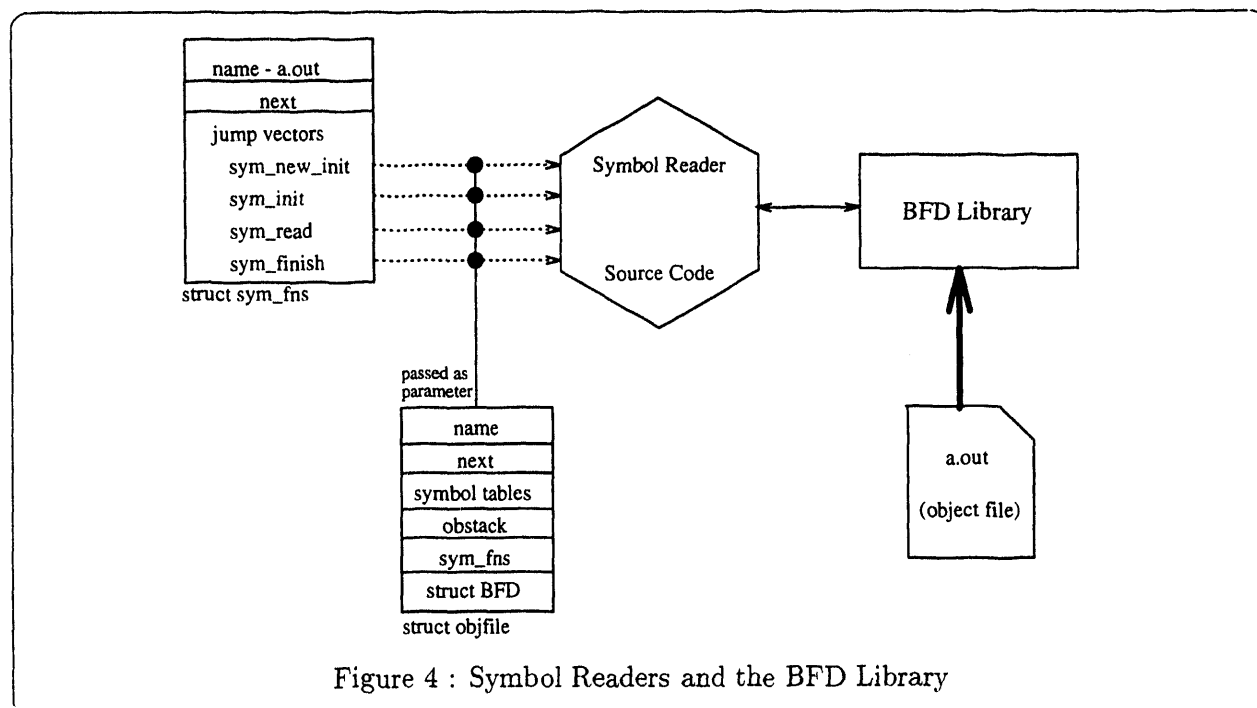 name - a.out
next
jump vectors
sym_new_init
sym_init
sym_read
sym_finish
struct sym_fns
Symbol Reader
Source Code
BFD Library
passed as
parameter
name
next
symbol tables
obstack
sym_fns
struct BFD
struct objfile
a.out
(object file)
Figure 4 : Symbol Readers and the BFD Library